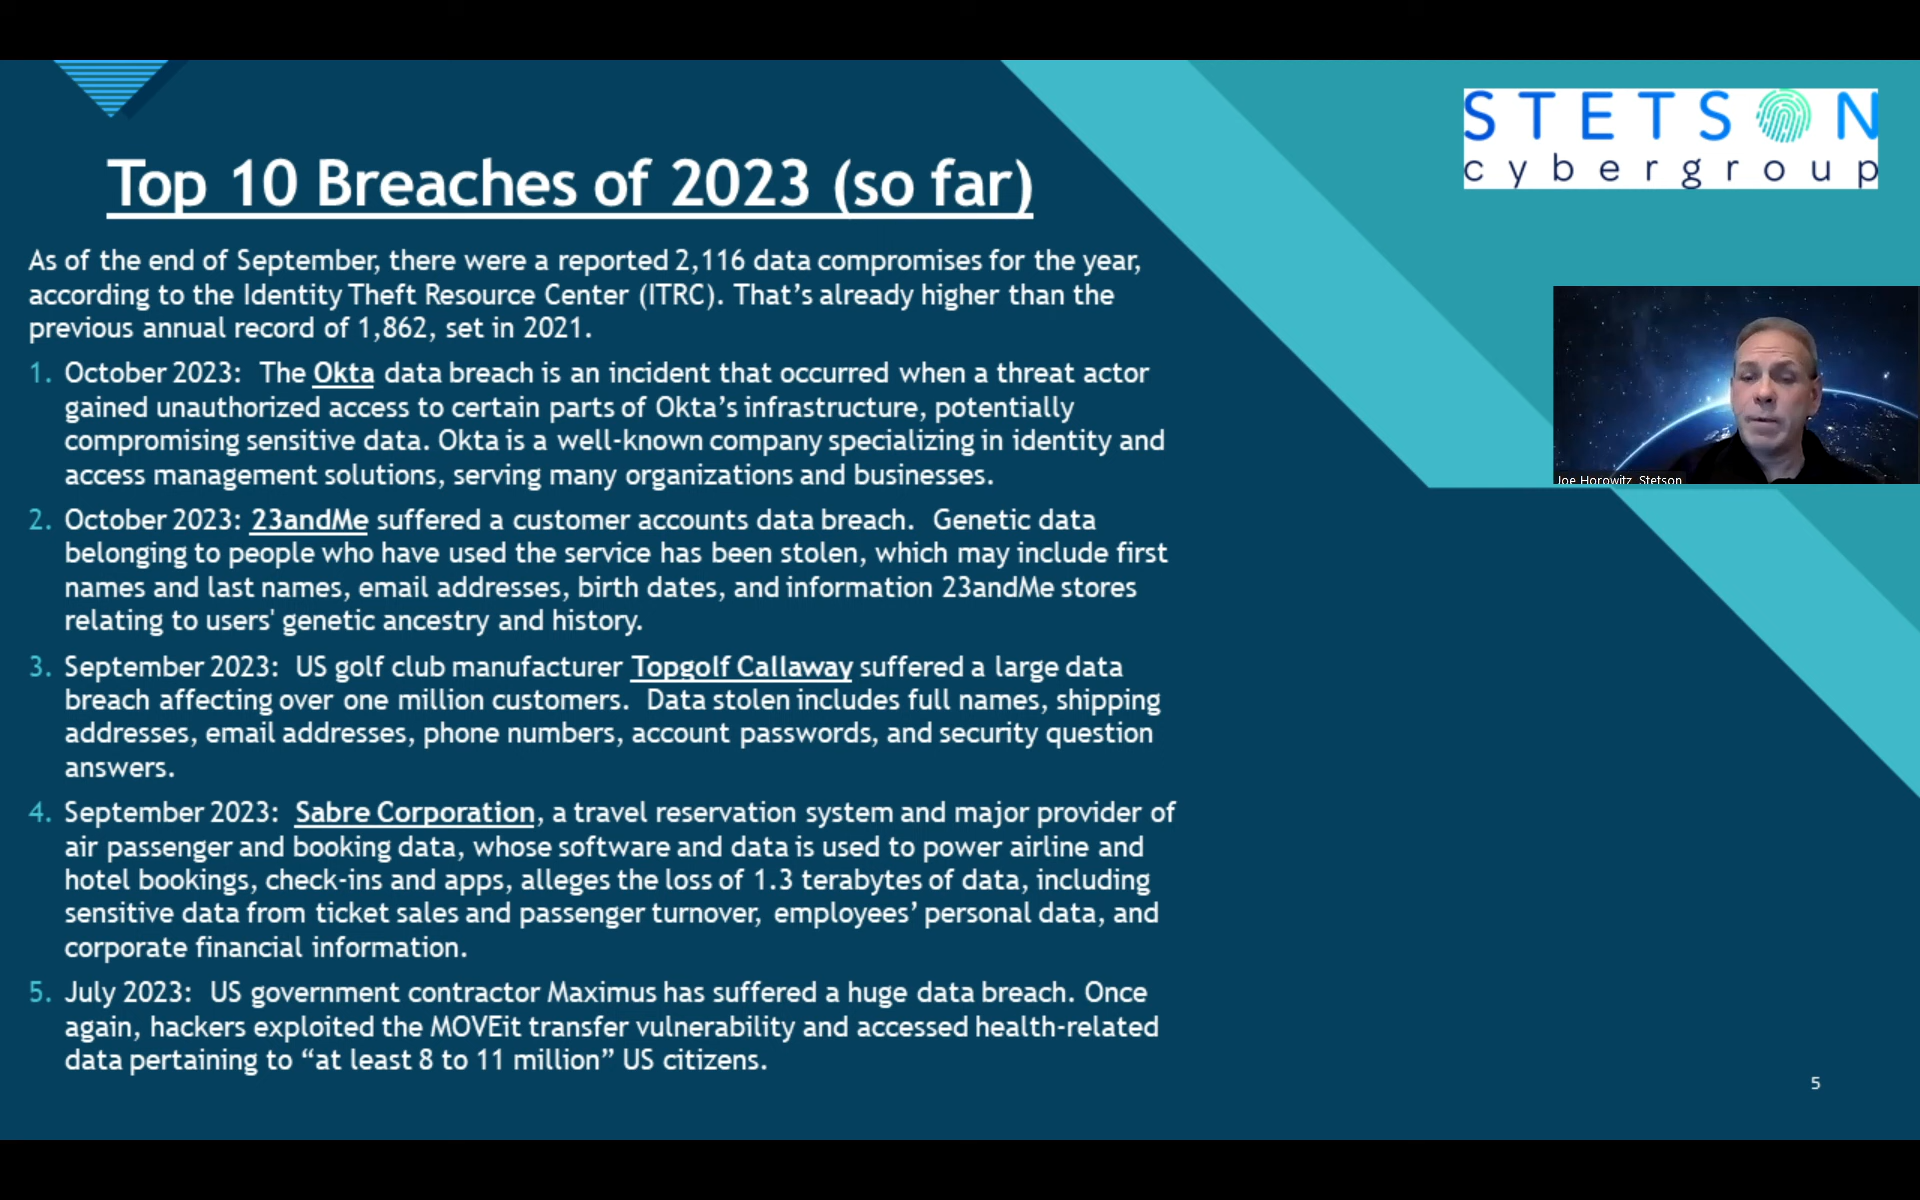 STETSON
cybergroup
Top 10 Breaches of 2023 (so far)
As of the end of September, there were a reported 2,116 data compromises for the year,
according to the Identity Theft Resource Center (ITRC). That’s already higher than the
previous annual record of 1,862, set in 2021.
1. October 2023: The Okta data breach is an incident that occurred when a threat actor
gained unauthorized access to certain parts of Okta’s infrastructure, potentially
compromising sensitive data. Okta is a well-known company specializing in identity and
access management solutions, serving many organizations and businesses.
2. October 2023: 23andMe suffered a customer accounts data breach. Genetic data
belonging to people who have used the service has been stolen, which may include first
names and last names, email addresses, birth dates, and information 23andMe stores
relating to users' genetic ancestry and history.
3. September 2023: US golf club manufacturer Topgolf Callaway suffered a large data
breach affecting over one million customers. Data stolen includes full names, shipping
addresses, email addresses, phone numbers, account passwords, and security question
answers.
4. September 2023: Sabre Corporation, a travel reservation system and major provider of
air passenger and booking data, whose software and data is used to power airline and
hotel bookings, check-ins and apps, alleges the loss of 1.3 terabytes of data, including
sensitive data from ticket sales and passenger turnover, employees’ personal data, and
corporate financial information.
5. July 2023: US government contractor Maximus has suffered a huge data breach. Once
again, hackers exploited the MOVEit transfer vulnerability and accessed health-related
data pertaining to “at least 8 to 11 million” US citizens.
Joe Horowitz, Stetson
5